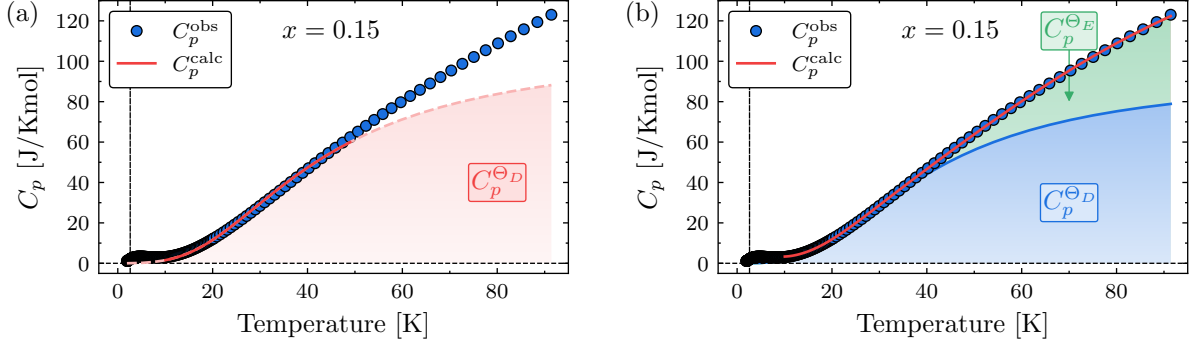 (a)
C_p^obs
C_p^calc
x = 0.15
C_p^Θ_D
C_p [J/Kmol]
120
100
80
60
40
20
0
0 20 40 60 80
Temperature [K]
(b)
C_p^obs
C_p^calc
x = 0.15
C_p^Θ_E
C_p^Θ_D
C_p [J/Kmol]
120
100
80
60
40
20
0
0 20 40 60 80
Temperature [K]